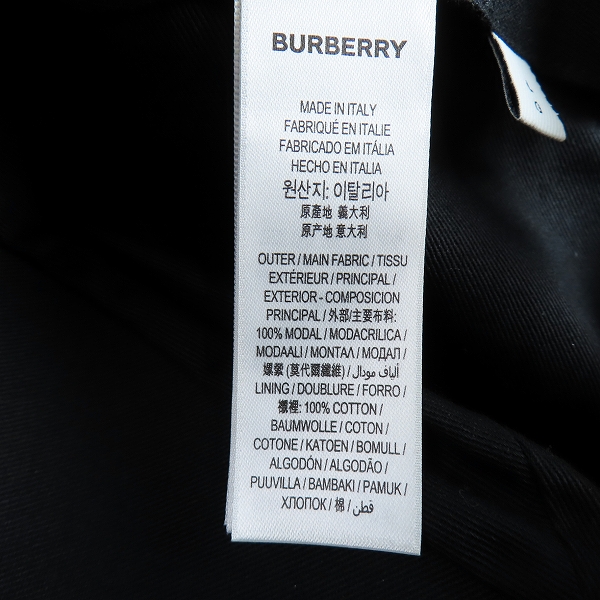 BURBERRY
MADE IN ITALY
FABRIQUÉ EN ITALIE
FABRICADO EM ITÁLIA
HECHO EN ITALIA
원산지: 이탈리아
原產地 義大利
原产地 意大利
OUTER / MAIN FABRIC / TISSU
EXTÉRIEUR / PRINCIPAL /
EXTERIOR - COMPOSICION
PRINCIPAL / 外部/主要布料:
100% MODAL / MODACRILICA /
MODAALI / ΜΟΝΤΑΛ / МОДАЛ /
嫘縈 (莫代爾纖維) / ألياف مودال /
LINING / DOUBLURE / FORRO /
襯裡: 100% COTTON /
BAUMWOLLE / COTON /
COTONE / KATOEN / BOMULL /
ALGODÓN / ALGODÃO /
PUUVILLA / BAMBAKI / PAMUK /
ХЛОПОК / 棉 / قطن /